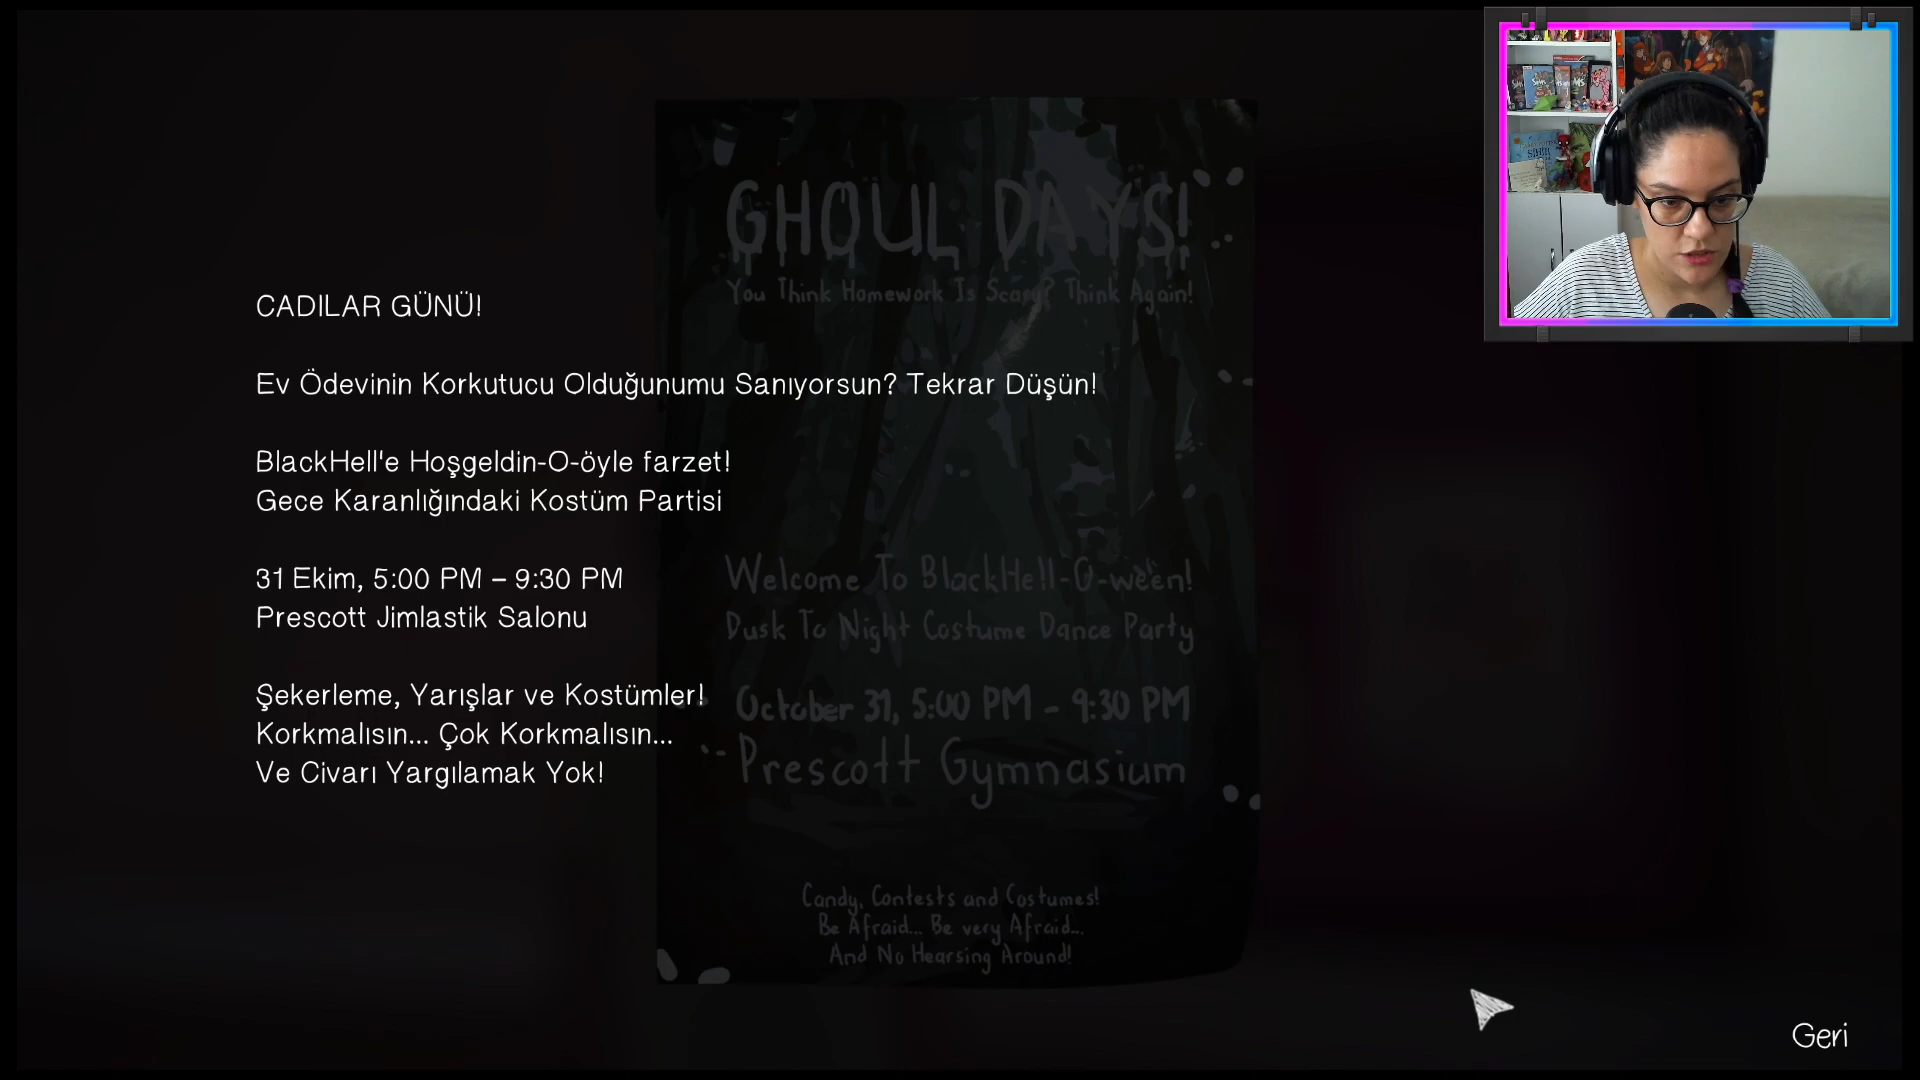 CADILAR GÜNÜ!
Ev Ödevinin Korkutucu Olduğunumu Sanıyorsun? Tekrar Düşün!
BlackHell'e Hoşgeldin-O-öyle farzet!
Gece Karanlığındaki Kostüm Partisi
31 Ekim, 5:00 PM – 9:30 PM
Prescott Jimlastik Salonu
Şekerleme, Yarışlar ve Kostümler!
Korkmalısın... Çok Korkmalısın...
Ve Civarı Yargılamak Yok!
GHOUL DAYS!
You Think Homework Is Scary? Think Again!
Welcome To BlackHell-O-ween!
Dusk To Night Costume Dance Party
October 31, 5:00 PM - 9:30 PM
Prescott Gymnasium
Candy, Contests and Costumes!
Be Afraid... Be very Afraid...
And No Hearsing Around!
Geri